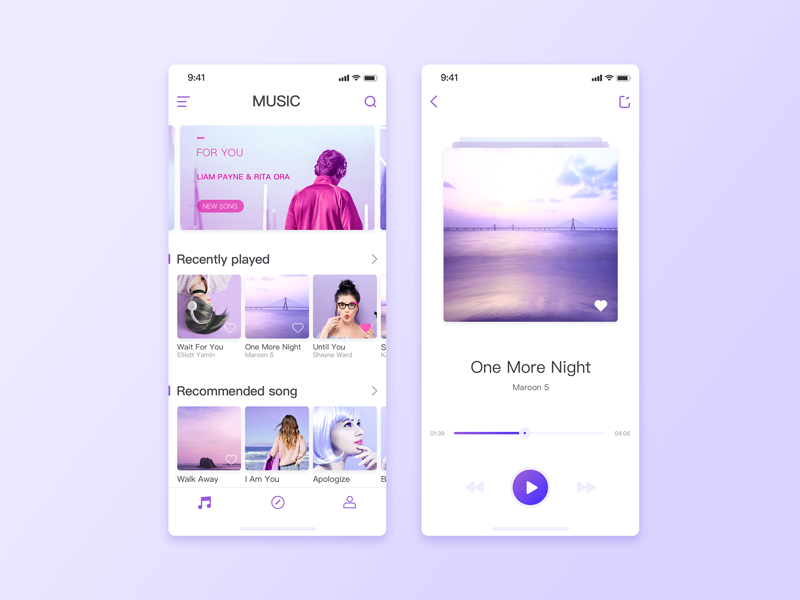 9:41
MUSIC
FOR YOU
LIAM PAYNE & RITA ORA
NEW SONG
Recently played
Wait For You
Elliott Yamin
One More Night
Maroon 5
Until You
Shayne Ward
S
K
Recommended song
Walk Away
I Am You
Apologize
B
9:41
One More Night
Maroon 5
01:39
04:06